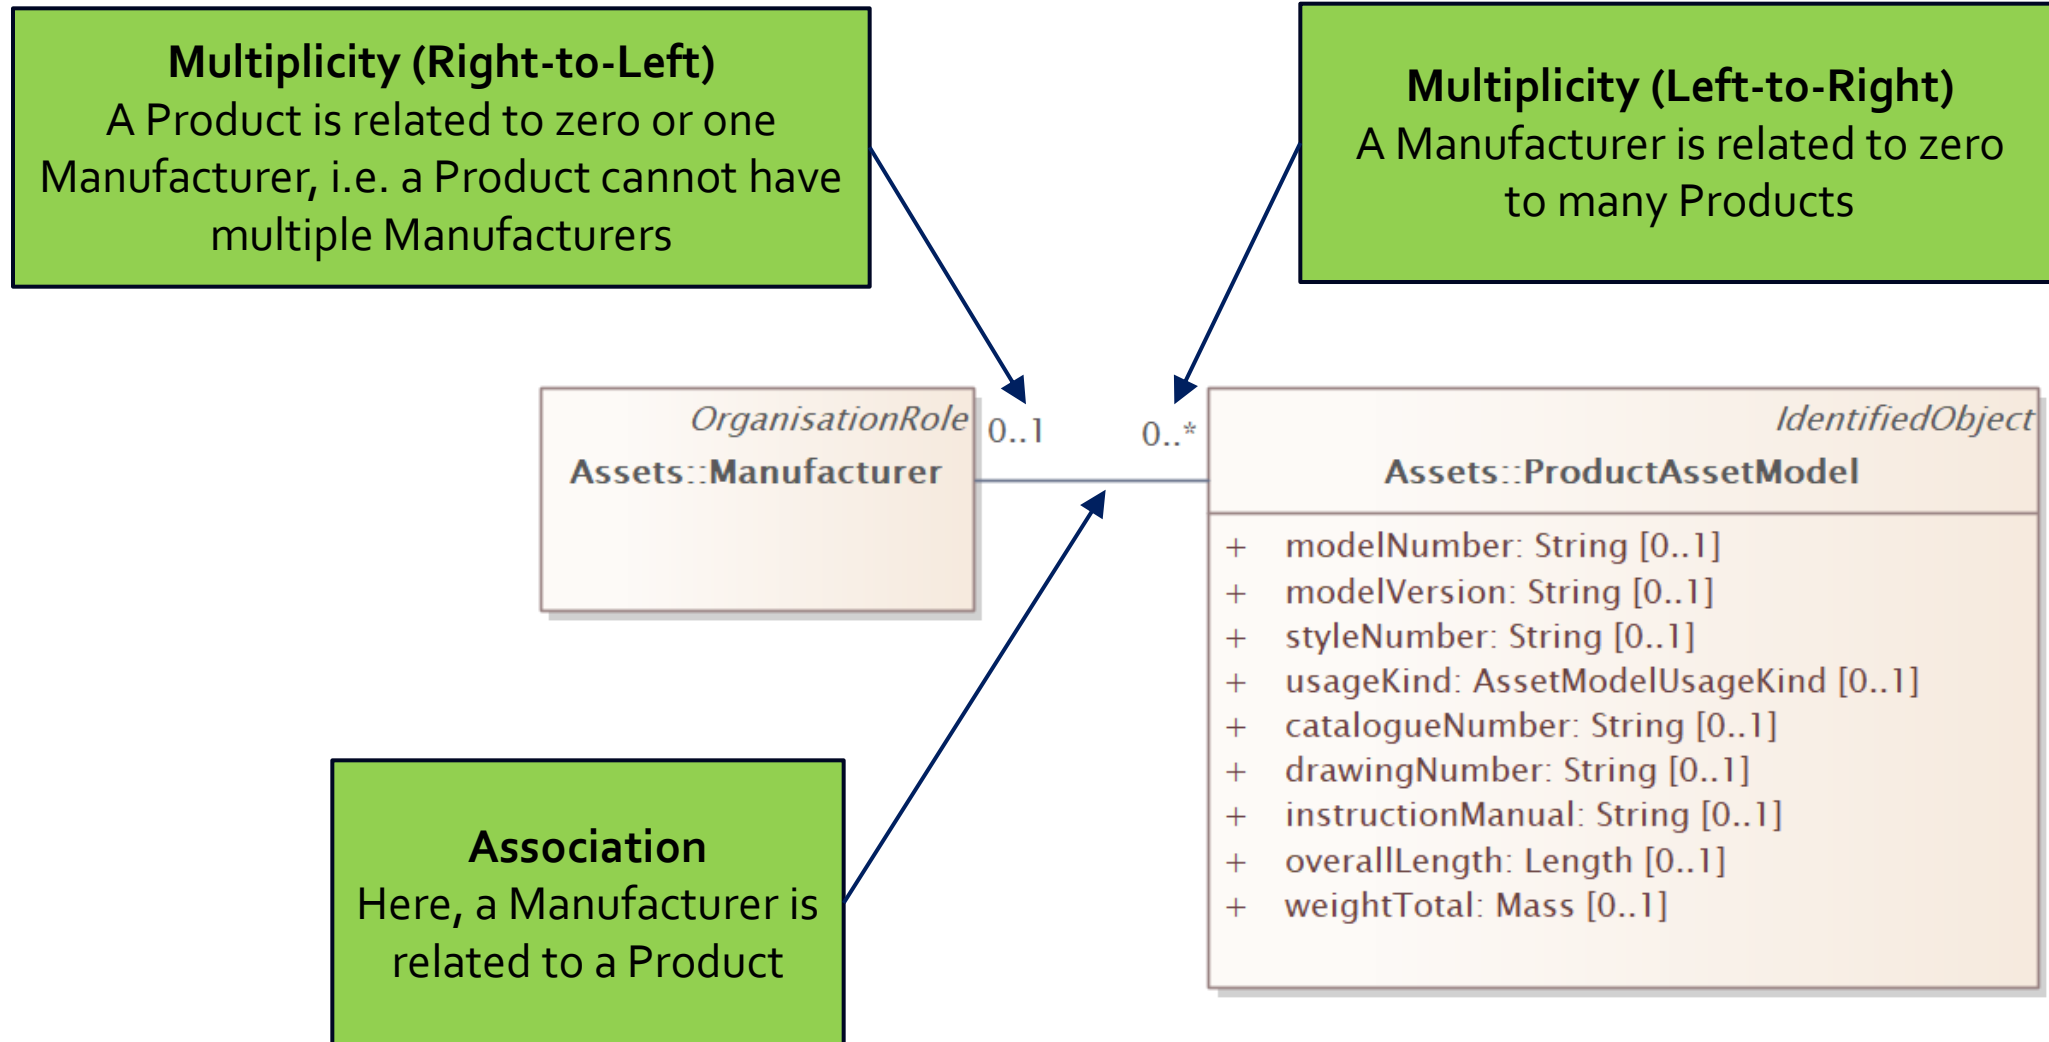 Multiplicity (Right-to-Left)
A Product is related to zero or one
Manufacturer, i.e. a Product cannot have
multiple Manufacturers
Multiplicity (Left-to-Right)
A Manufacturer is related to zero
to many Products
OrganisationRole
Assets::Manufacturer
0..1
0..*
IdentifiedObject
Assets::ProductAssetModel
+ modelNumber: String [0..1]
+ modelVersion: String [0..1]
+ styleNumber: String [0..1]
+ usageKind: AssetModelUsageKind [0..1]
+ catalogueNumber: String [0..1]
+ drawingNumber: String [0..1]
+ instructionManual: String [0..1]
+ overallLength: Length [0..1]
+ weightTotal: Mass [0..1]
Association
Here, a Manufacturer is
related to a Product